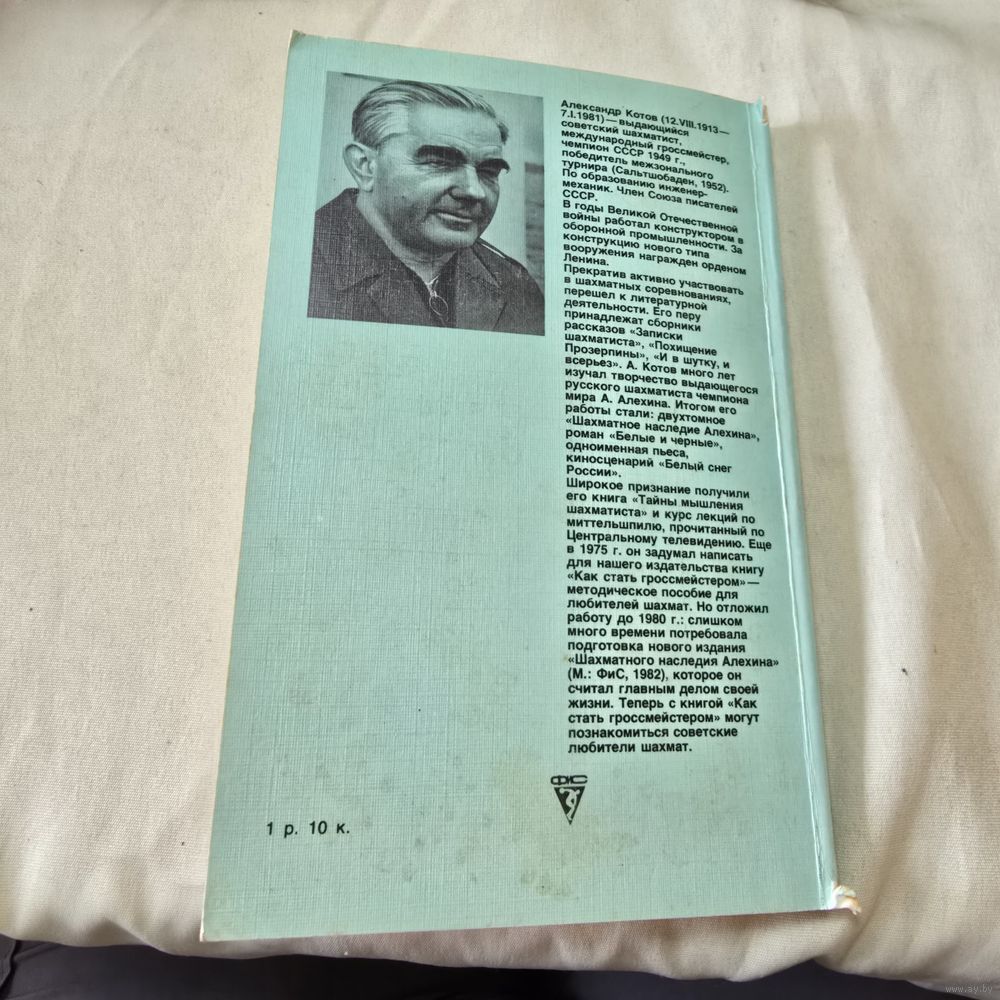 Александр Котов (12.VIII.1913—
7.I.1981)—выдающийся
советский шахматист,
международный гроссмейстер,
чемпион СССР 1949 г.,
победитель межзонального
турнира (Сальтшобаден, 1952).
По образованию инженер-
механик. Член Союза писателей
СССР.
В годы Великой Отечественной
войны работал конструктором в
оборонной промышленности. За
конструкцию нового типа
вооружения награжден орденом
Ленина.
Прекратив активно участвовать
в шахматных соревнованиях,
перешел к литературной
деятельности. Его перу
принадлежат сборники
рассказов «Записки
шахматиста», «Похищение
Прозерпины», «И в шутку, и
всерьез». А. Котов много лет
изучал творчество выдающегося
русского шахматиста чемпиона
мира А. Алехина. Итогом его
работы стали: двухтомное
«Шахматное наследие Алехина»,
роман «Белые и черные»,
одноименная пьеса,
киносценарий «Белый снег
России».
Широкое признание получили
его книга «Тайны мышления
шахматиста» и курс лекций по
миттельшпилю, прочитанный по
Центральному телевидению. Еще
в 1975 г. он задумал написать
для нашего издательства книгу
«Как стать гроссмейстером»—
методическое пособие для
любителей шахмат. Но отложил
работу до 1980 г.: слишком
много времени потребовала
подготовка нового издания
«Шахматного наследия Алехина»
(М.: ФиС, 1982), которое он
считал главным делом своей
жизни. Теперь с книгой «Как
стать гроссмейстером» могут
познакомиться советские
любители шахмат.
ФиС
1 р. 10 к.
www.ay.by